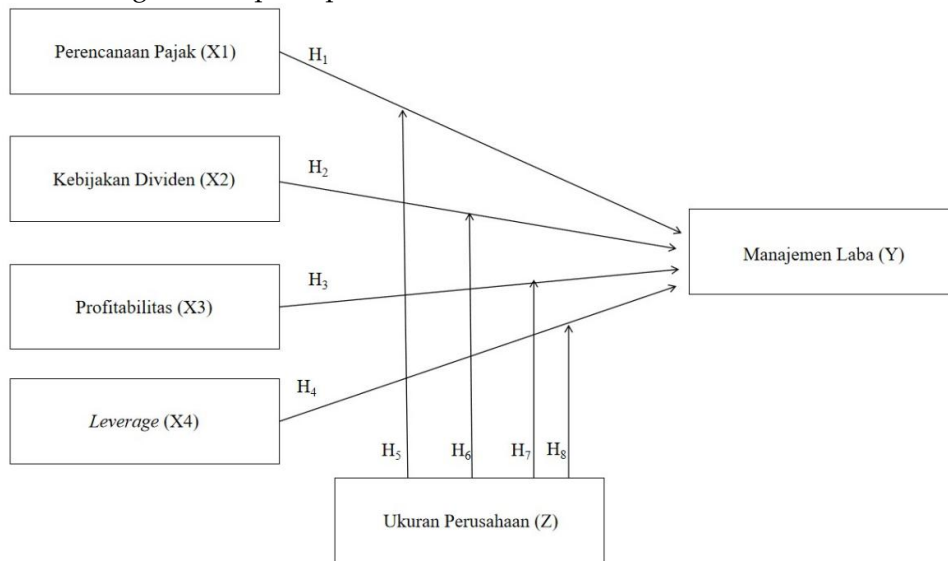 Perencanaan Pajak (X1)
H1
Kebijakan Dividen (X2)
H2
Manajemen Laba (Y)
Profitabilitas (X3)
H3
Leverage (X4)
H4
H5 H6 H7 H8
Ukuran Perusahaan (Z)